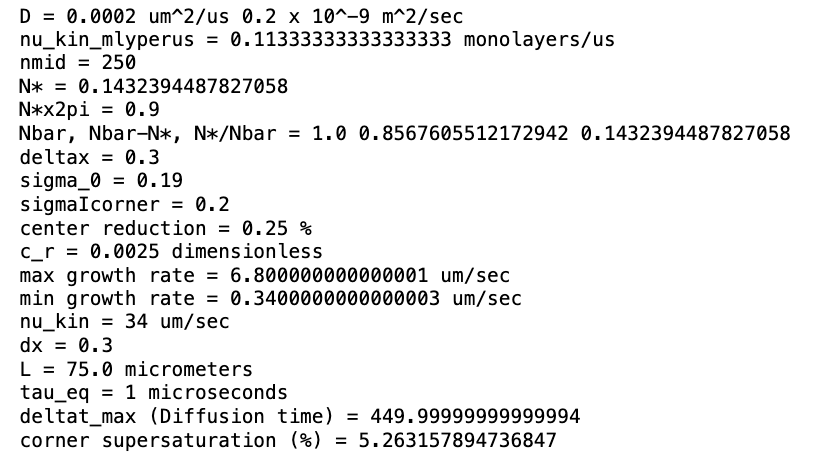 D = 0.0002 um^2/us 0.2 x 10^-9 m^2/sec
nu_kin_mlyperus = 0.11333333333333333 monolayers/us
nmid = 250
N* = 0.1432394487827058
N*x2pi = 0.9
Nbar, Nbar-N*, N*/Nbar = 1.0 0.8567605512172942 0.1432394487827058
deltax = 0.3
sigma_0 = 0.19
sigmaIcorner = 0.2
center reduction = 0.25 %
c_r = 0.0025 dimensionless
max growth rate = 6.800000000000001 um/sec
min growth rate = 0.3400000000000003 um/sec
nu_kin = 34 um/sec
dx = 0.3
L = 75.0 micrometers
tau_eq = 1 microseconds
deltat_max (Diffusion time) = 449.99999999999994
corner supersaturation (%) = 5.263157894736847